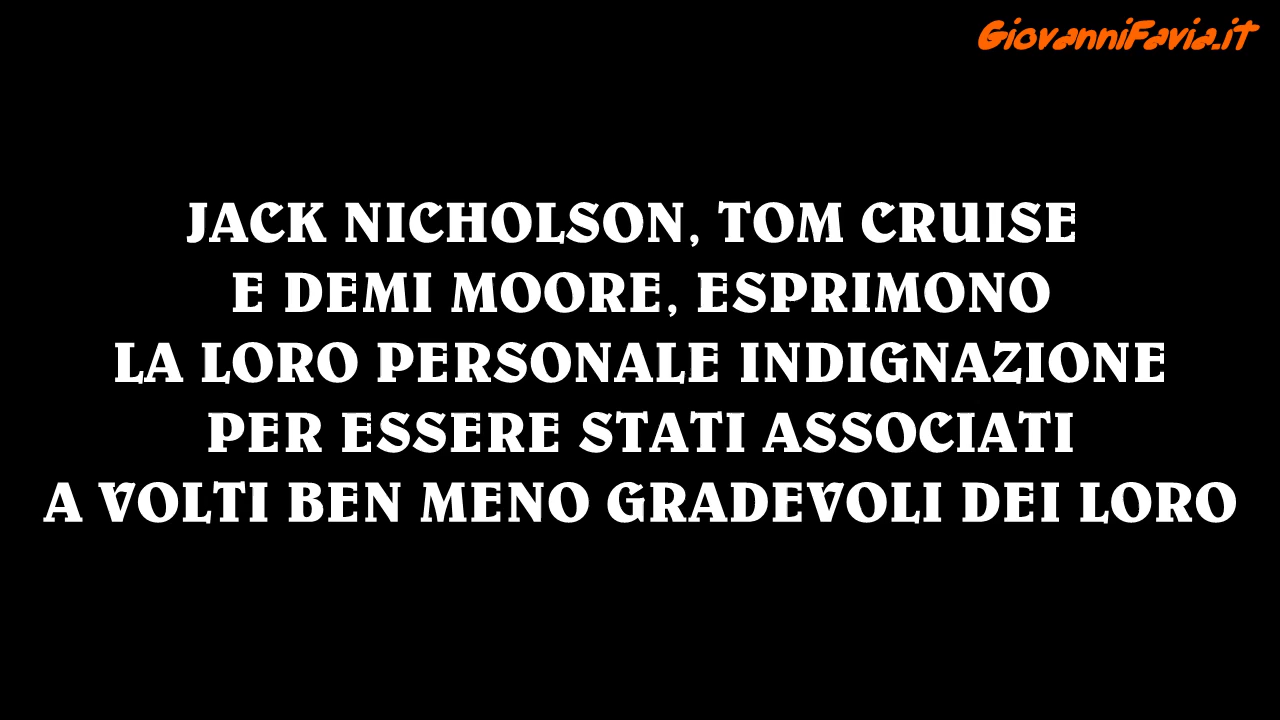 GiovanniFavia.it
JACK NICHOLSON, TOM CRUISE
E DEMI MOORE, ESPRIMONO
LA LORO PERSONALE INDIGNAZIONE
PER ESSERE STATI ASSOCIATI
A VOLTI BEN MENO GRADEVOLI DEI LORO